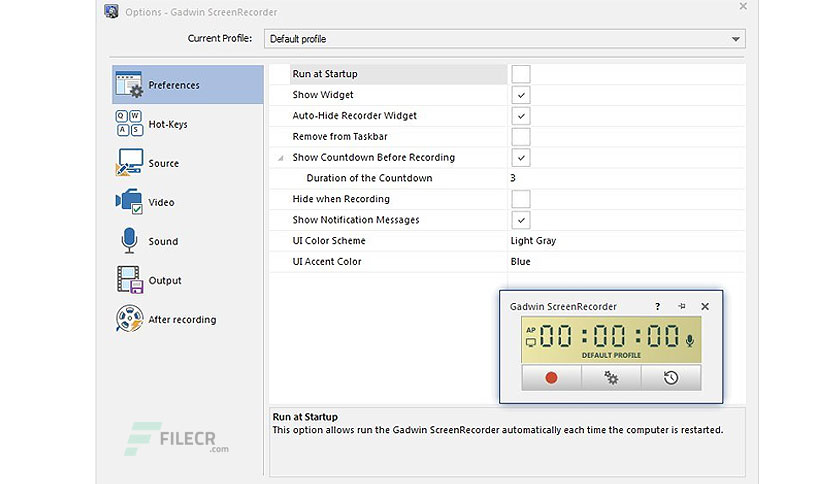 Options - Gadwin ScreenRecorder
Current Profile: Default profile
Preferences
Hot-Keys
Q W
A S
Source
Video
Sound
Output
After recording
Run at Startup
Show Widget
Auto-Hide Recorder Widget
Remove from Taskbar
Show Countdown Before Recording
Duration of the Countdown 3
Hide when Recording
Show Notification Messages
UI Color Scheme Light Gray
UI Accent Color Blue
Gadwin ScreenRecorder ?
AP 00:00:00
DEFAULT PROFILE
Run at Startup
This option allows run the Gadwin ScreenRecorder automatically each time the computer is restarted.
FILECR
.com